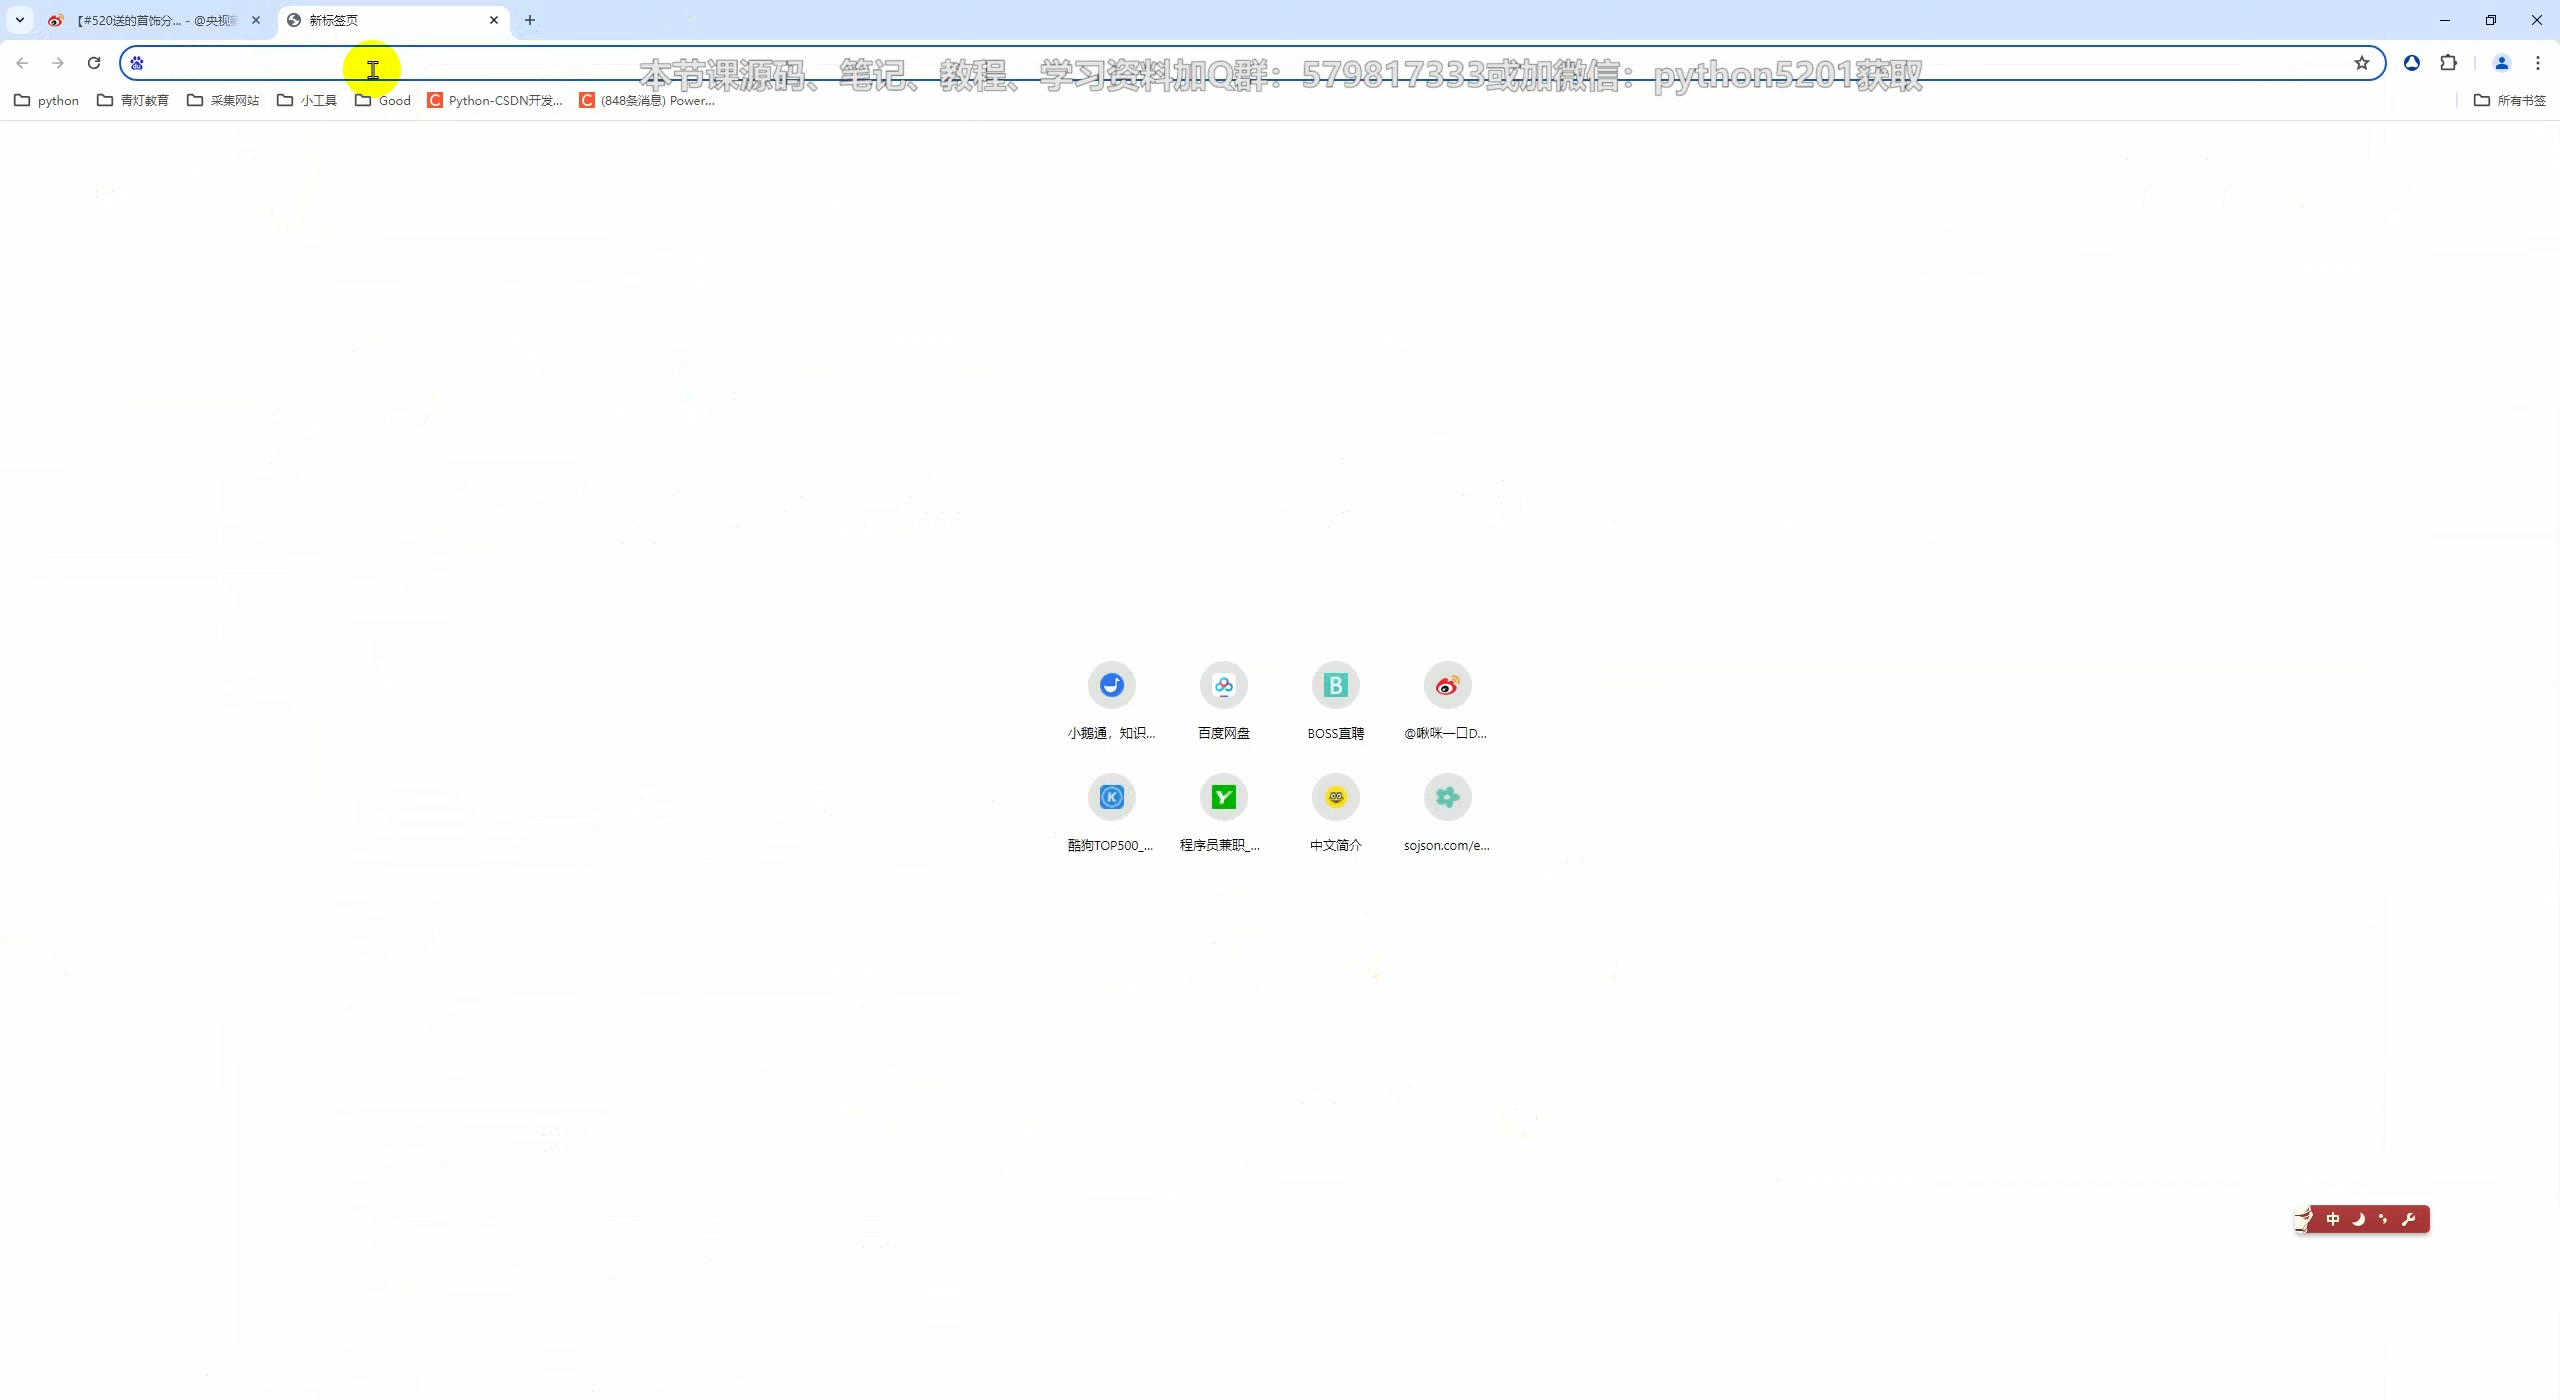 【#520送的首饰分... - @央视新
新标签页
本节课源码、笔记、教程、学习资料加Q群：579817333或加微信：python5201获取
python
青灯教育
采集网站
小工具
Good
Python-CSDN开发...
(848条消息) Power...
所有书签
小鹅通，知识...
百度网盘
BOSS直聘
@啾咪一口D...
酷狗TOP500_...
程序员兼职_...
中文简介
sojson.com/e...
中